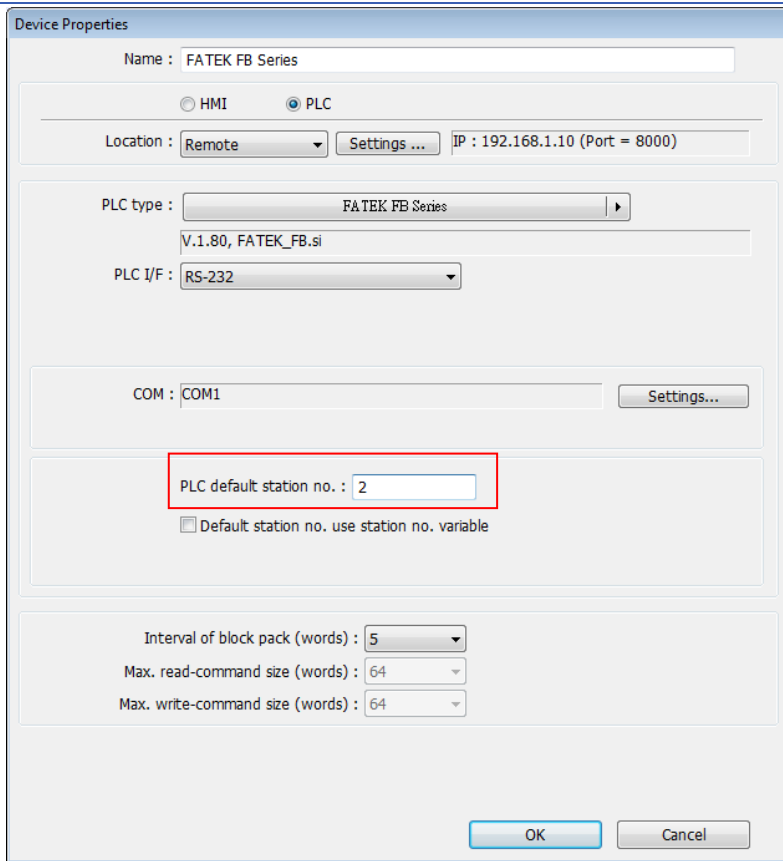 Device Properties
Name : FATEK FB Series
HMI PLC
Location : Remote Settings ... IP : 192.168.1.10 (Port = 8000)
PLC type : FATEK FB Series
V.1.80, FATEK_FB.si
PLC I/F : RS-232
COM : COM1 Settings...
PLC default station no. : 2
Default station no. use station no. variable
Interval of block pack (words) : 5
Max. read-command size (words) : 64
Max. write-command size (words) : 64
OK Cancel